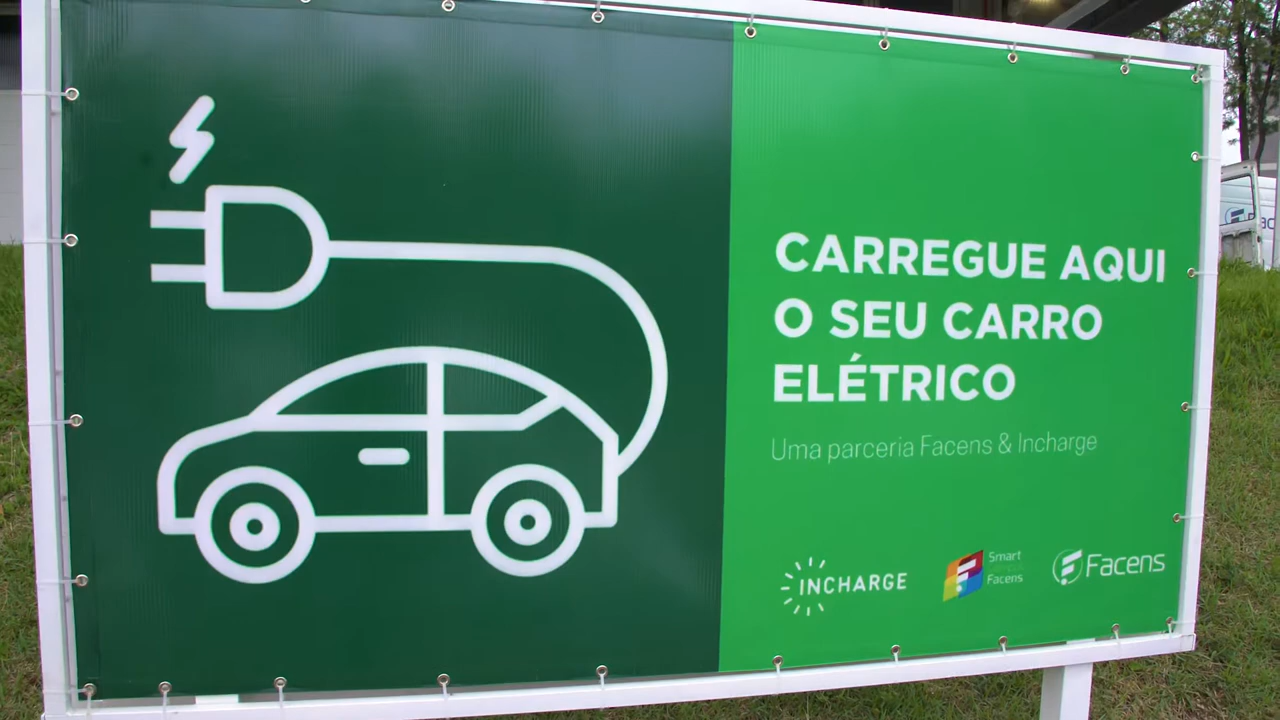 CARREGUE AQUI
O SEU CARRO
ELÉTRICO
Uma parceria Facens & Incharge
INCHARGE
Smart
Facens
Facens